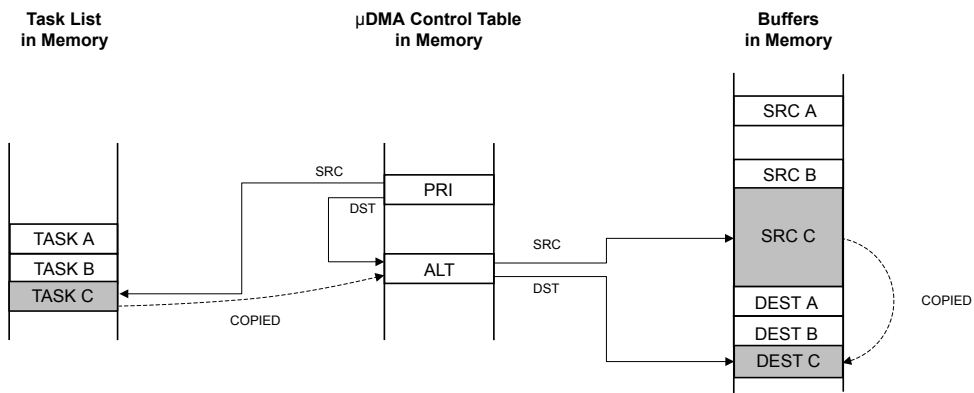 Task List
in Memory
µDMA Control Table
in Memory
Buffers
in Memory
SRC A
SRC B
SRC
PRI
DST
TASK A
TASK B
TASK C
ALT
SRC
DST
COPIED
SRC C
DEST A
DEST B
DEST C
COPIED